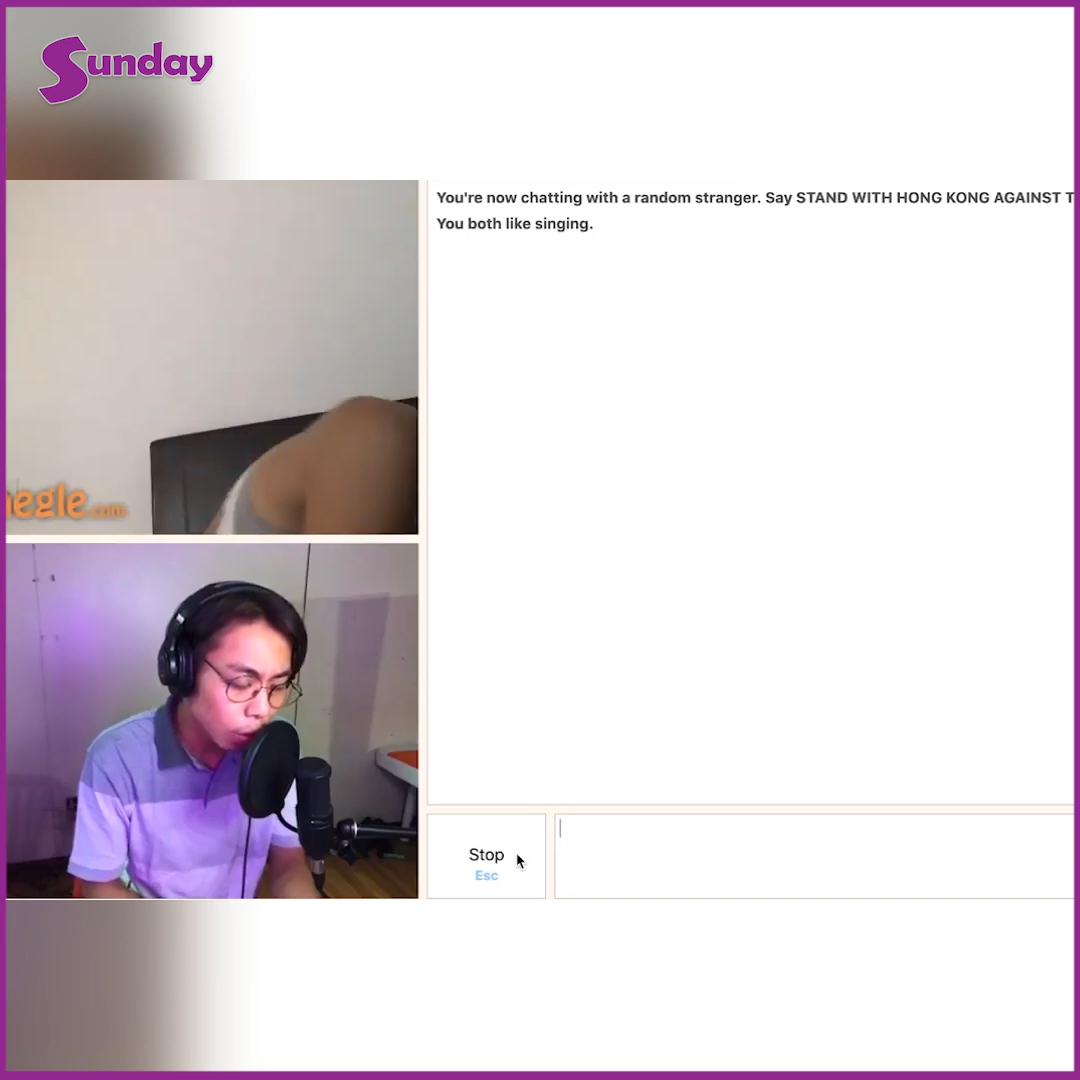 Sunday
You're now chatting with a random stranger. Say STAND WITH HONG KONG AGAINST T
You both like singing.
egle.com
Stop
Esc